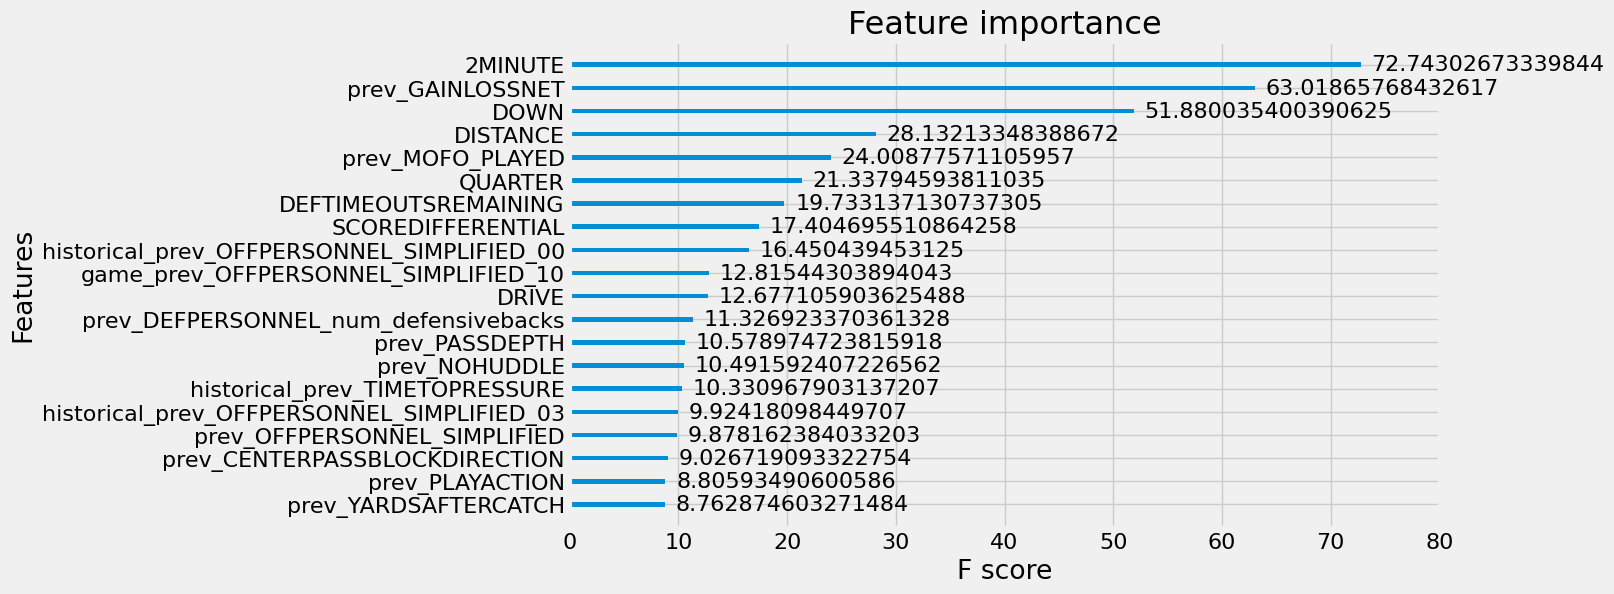 Feature importance
2MINUTE 72.74302673339844
prev_GAINLOSSNET 63.01865768432617
DOWN 51.880035400390625
DISTANCE 28.13213348388672
prev_MOFO_PLAYED 24.00877571105957
QUARTER 21.33794593811035
DEFTIMEOUTSREMAINING 19.733137130737305
SCOREDIFFERENTIAL 17.404695510864258
historical_prev_OFFPERSONNEL_SIMPLIFIED_00 16.450439453125
game_prev_OFFPERSONNEL_SIMPLIFIED_10 12.81544303894043
DRIVE 12.677105903625488
prev_DEFPERSONNEL_num_defensivebacks 11.326923370361328
prev_PASSDEPTH 10.578974723815918
prev_NOHUDDLE 10.491592407226562
historical_prev_TIMETOPRESSURE 10.330967903137207
historical_prev_OFFPERSONNEL_SIMPLIFIED_03 9.92418098449707
prev_OFFPERSONNEL_SIMPLIFIED 9.878162384033203
prev_CENTERPASSBLOCKDIRECTION 9.026719093322754
prev_PLAYACTION 8.80593490600586
prev_YARDSAFTERCATCH 8.762874603271484
Features
0 10 20 30 40 50 60 70 80
F score